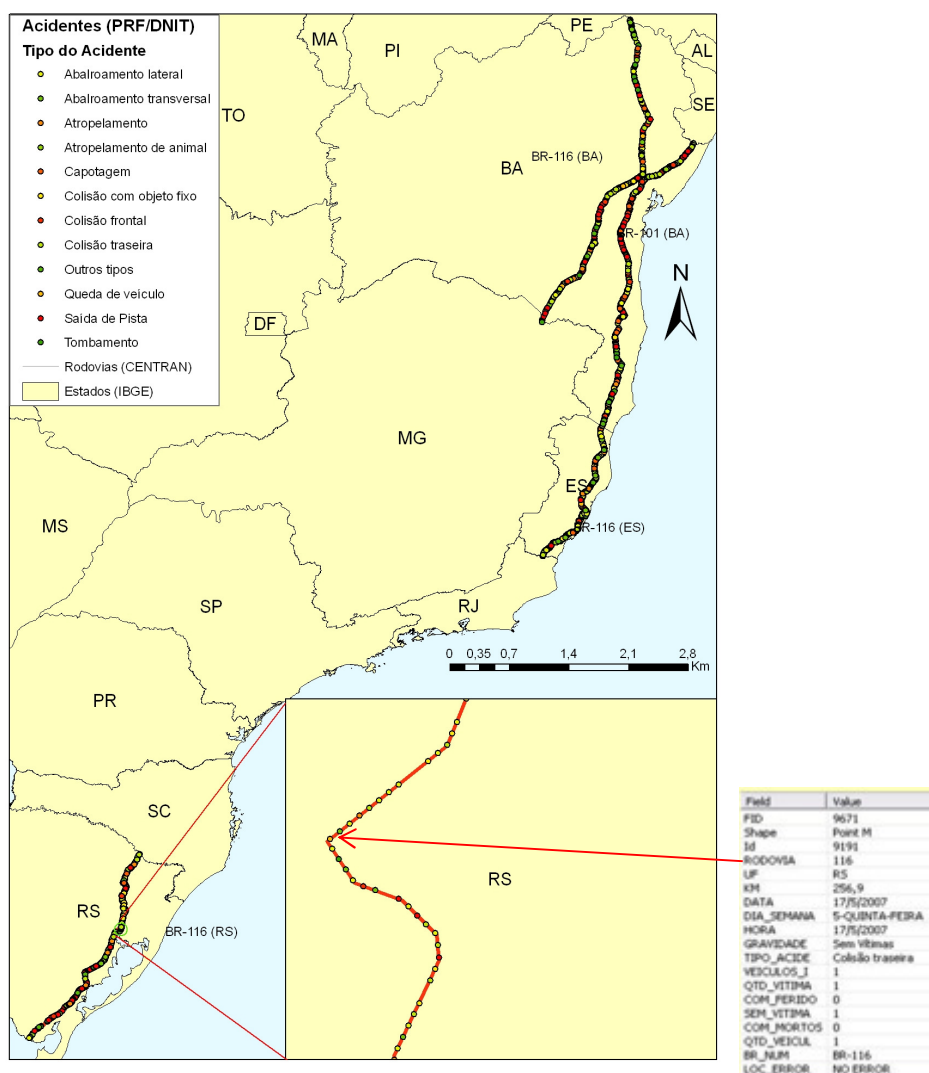 Acidentes (PRF/DNIT)
Tipo do Acidente
Abalroamento lateral
Abalroamento transversal
Atropelamento
Atropelamento de animal
Capotagem
Colisão com objeto fixo
Colisão frontal
Colisão traseira
Outros tipos
Queda de veículo
Saída de Pista
Tombamento
Rodovias (CENTRAN)
Estados (IBGE)
MA
PI
PE
AL
SE
TO
BA
BR-116 (BA)
BR-101 (BA)
N
DF
MG
ES
R-116 (ES)
MS
SP
RJ
0 0,35 0,7 1,4 2,1 2,8
Km
PR
SC
RS
BR-116 (RS)
RS
Field Value
FID 9671
Shape Point M
Id 9191
RODOVIA 116
UF RS
KM 256,9
DATA 17/5/2007
DIA_SEMANA 5-QUINTA-FEIRA
HORA 17/5/2007
GRAVIDADE Sem Vítimas
TIPO_ACIDE Colisão traseira
VEICULOS_I 1
QTD_VITIMA 1
COM_FERIDO 0
SEM_VITIMA 1
COM_MORTOS 0
QTD_VEICUL 1
BR_NUM BR-116
LOC_ERROR NO ERROR